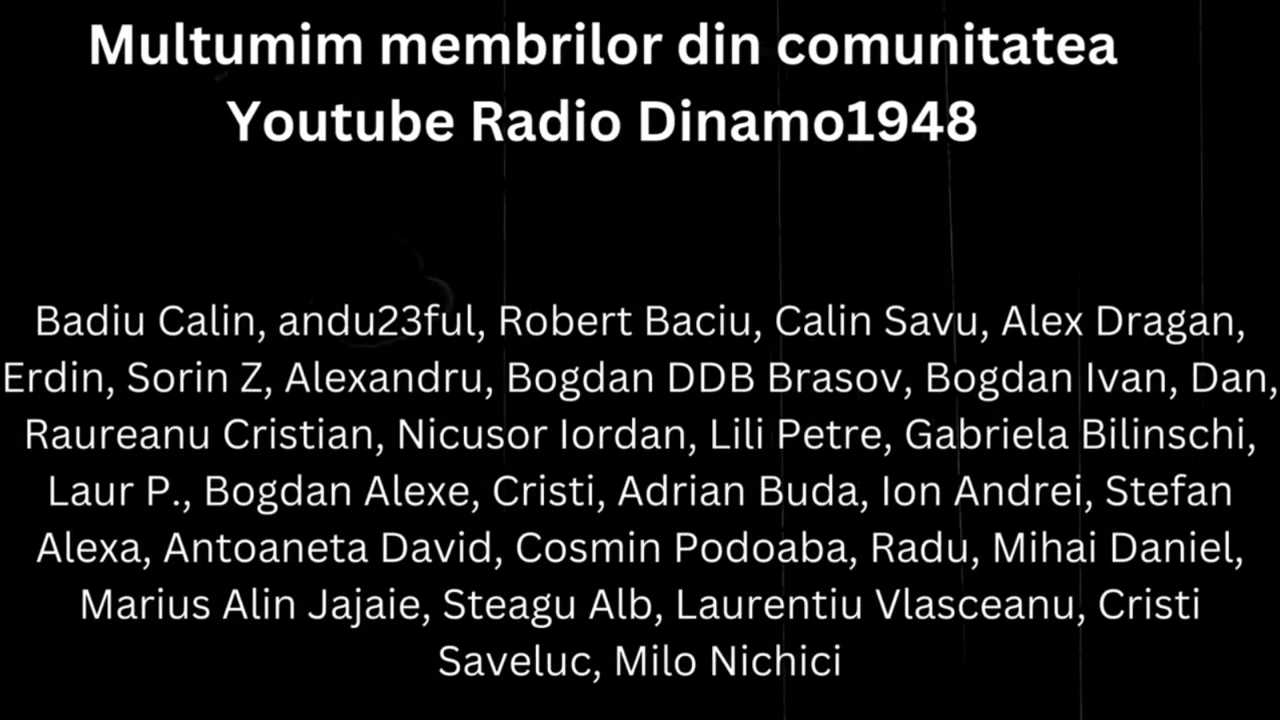 Multumim membrilor din comunitatea
Youtube Radio Dinamo1948
Badiu Calin, andu23ful, Robert Baciu, Calin Savu, Alex Dragan,
Erdin, Sorin Z, Alexandru, Bogdan DDB Brasov, Bogdan Ivan, Dan,
Raureanu Cristian, Nicusor Iordan, Lili Petre, Gabriela Bilinschi,
Laur P., Bogdan Alexe, Cristi, Adrian Buda, Ion Andrei, Stefan
Alexa, Antoaneta David, Cosmin Podoaba, Radu, Mihai Daniel,
Marius Alin Jajaie, Steagu Alb, Laurentiu Vlasceanu, Cristi
Saveluc, Milo Nichici